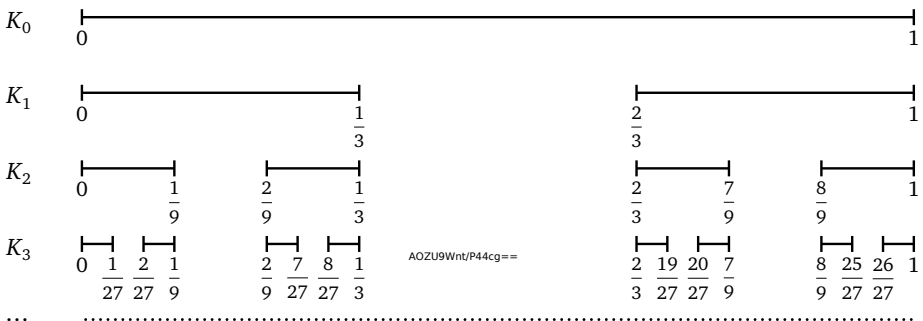 K₀ 0 1
K₁ 0 1/3 2/3 1
K₂ 0 1/9 2/9 1/3 2/3 7/9 8/9 1
K₃ 0 1/27 2/27 1/9 2/9 7/27 8/27 1/3 AOZU9Wnt/P44cg== 2/3 19/27 20/27 7/9 8/9 25/27 26/27 1
...